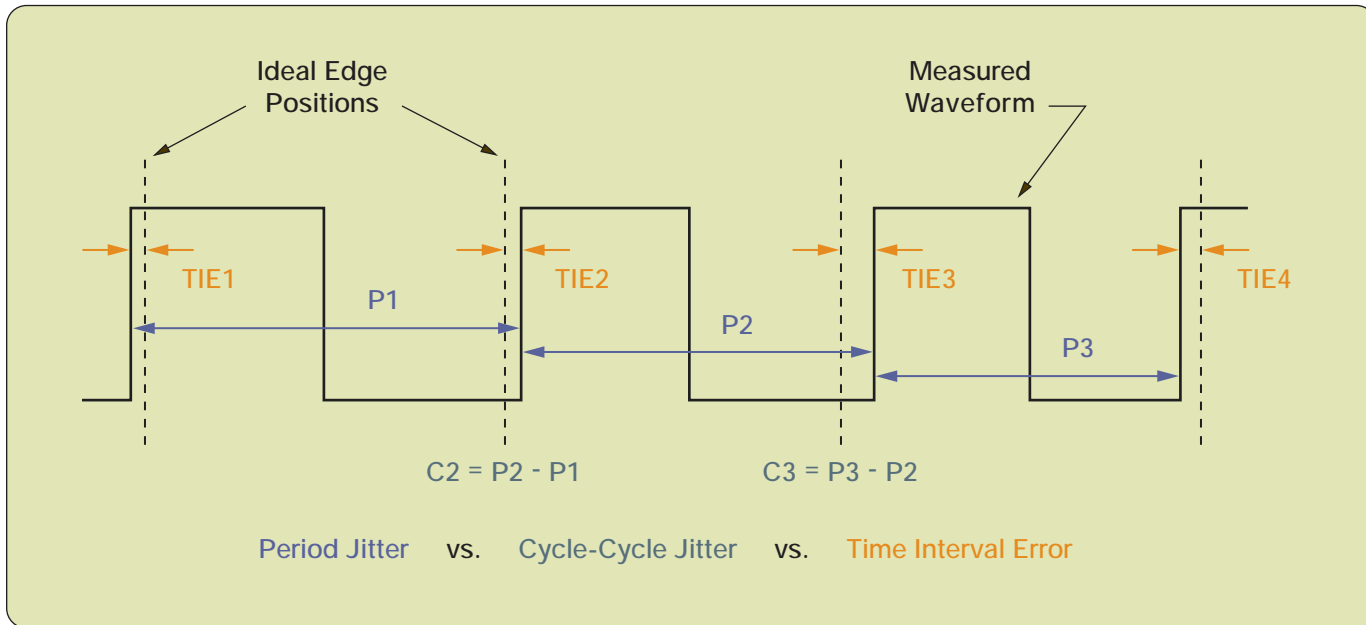 Ideal Edge
Positions
Measured
Waveform
TIE1
TIE2
TIE3
TIE4
P1
P2
P3
C2 = P2 - P1
C3 = P3 - P2
Period Jitter vs. Cycle-Cycle Jitter vs. Time Interval Error